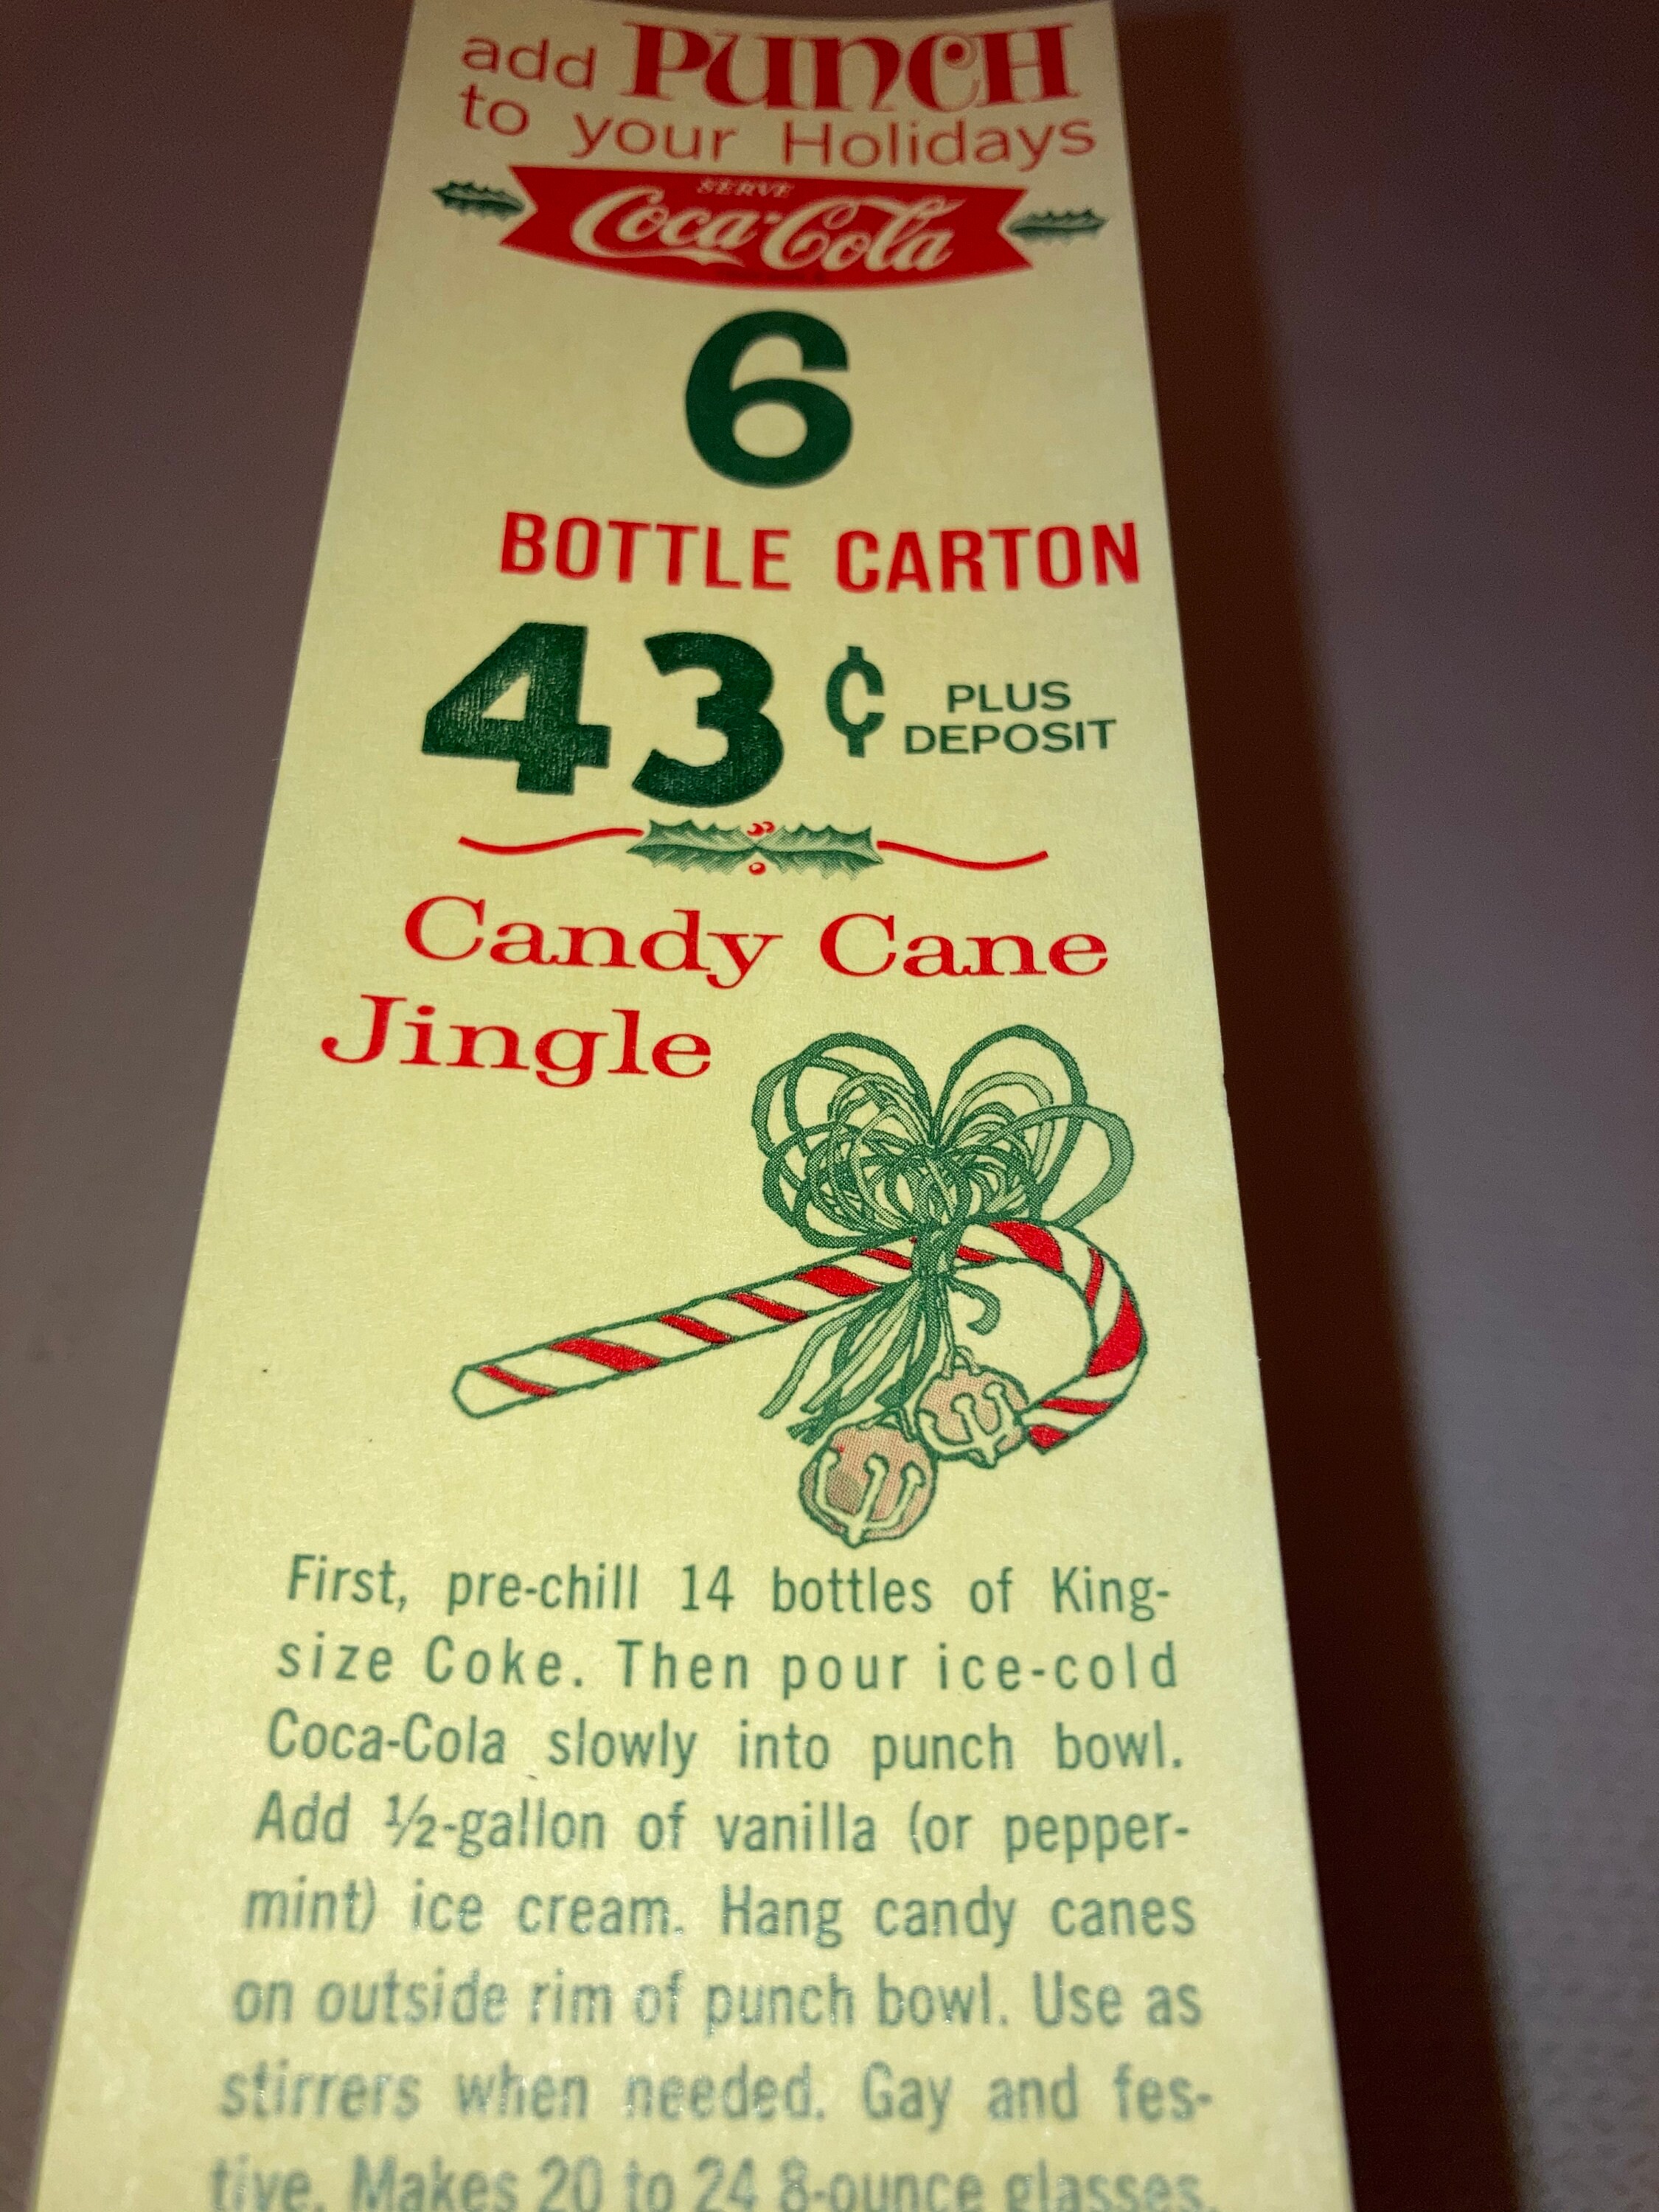 add PUNCH
to your Holidays
SERVE
Coca-Cola
6
BOTTLE CARTON
43¢ PLUS
DEPOSIT
Candy Cane
Jingle
First, pre-chill 14 bottles of King-
size Coke. Then pour ice-cold
Coca-Cola slowly into punch bowl.
Add ½-gallon of vanilla (or pepper-
mint) ice cream. Hang candy canes
on outside rim of punch bowl. Use as
stirrers when needed. Gay and fes-
tive. Makes 20 to 24 8-ounce glasses.